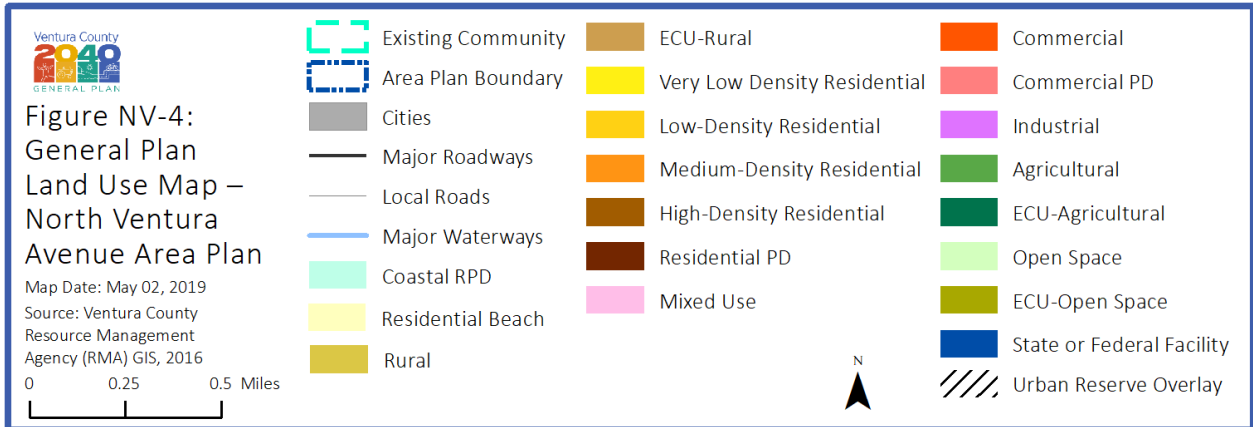 Ventura County
2040
GENERAL PLAN
Figure NV-4:
General Plan
Land Use Map –
North Ventura
Avenue Area Plan
Map Date: May 02, 2019
Source: Ventura County
Resource Management
Agency (RMA) GIS, 2016
0 0.25 0.5 Miles
Existing Community
Area Plan Boundary
Cities
Major Roadways
Local Roads
Major Waterways
Coastal RPD
Residential Beach
Rural
ECU-Rural
Very Low Density Residential
Low-Density Residential
Medium-Density Residential
High-Density Residential
Residential PD
Mixed Use
N
Commercial
Commercial PD
Industrial
Agricultural
ECU-Agricultural
Open Space
ECU-Open Space
State or Federal Facility
Urban Reserve Overlay